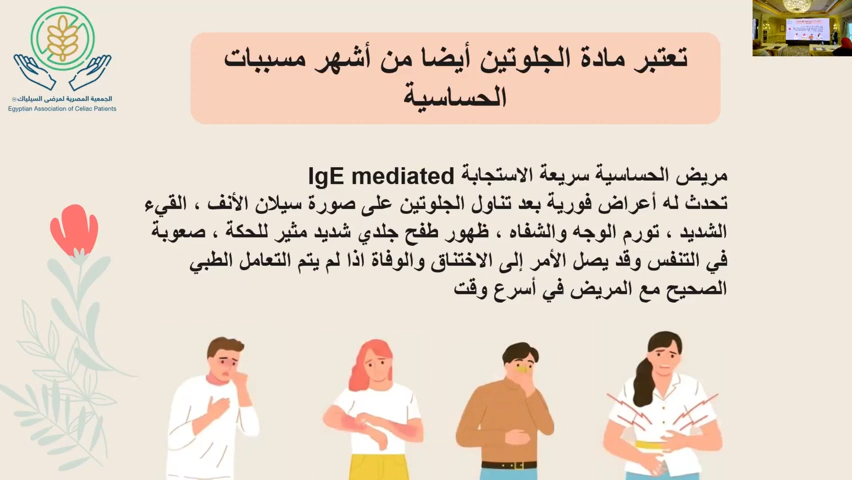 الجمعية المصرية لمرضى السيلياك
Egyptian Association of Celiac Patients
تعتبر مادة الجلوتين أيضا من أشهر مسببات
الحساسية
مريض الحساسية سريعة الاستجابة IgE mediated
تحدث له أعراض فورية بعد تناول الجلوتين على صورة سيلان الأنف ، القيء
الشديد ، تورم الوجه والشفاه ، ظهور طفح جلدي شديد مثير للحكة ، صعوبة
في التنفس وقد يصل الأمر إلى الاختناق والوفاة اذا لم يتم التعامل الطبي
الصحيح مع المريض في أسرع وقت